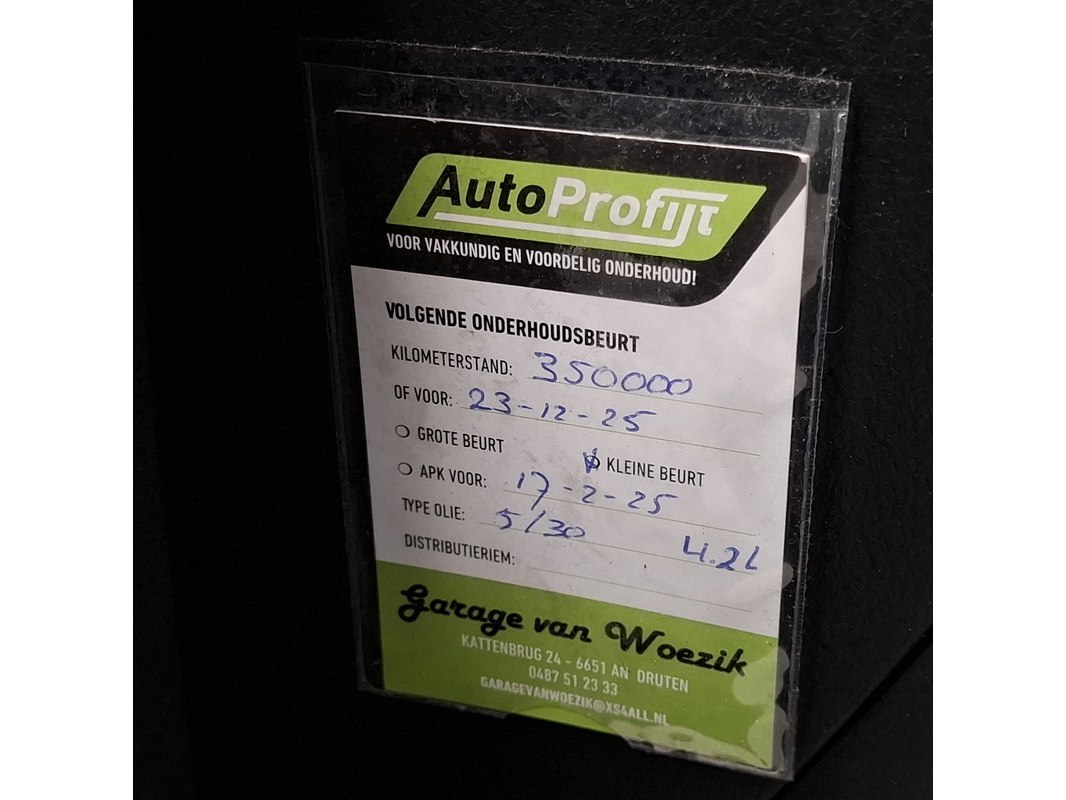 AutoProfijt
VOOR VAKKUNDIG EN VOORDELIG ONDERHOUD!
VOLGENDE ONDERHOUDSBEURT
KILOMETERSTAND: 350000
OF VOOR: 23-12-25
GROTE BEURT KLEINE BEURT
APK VOOR: 17-2-25
TYPE OLIE: 5/30 4.2L
DISTRIBUTIERIEM:
Garage van Woezik
KATTENBRUG 24 - 6651 AN DRUTEN
0487 51 23 33
GARAGEVANWOEZIK@XS4ALL.NL